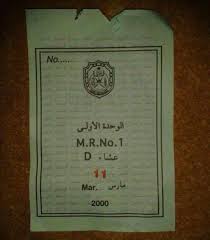 No......
الوحدة الأولى
M.R.No.1
عشاء D
11
Mar. مارس
2000